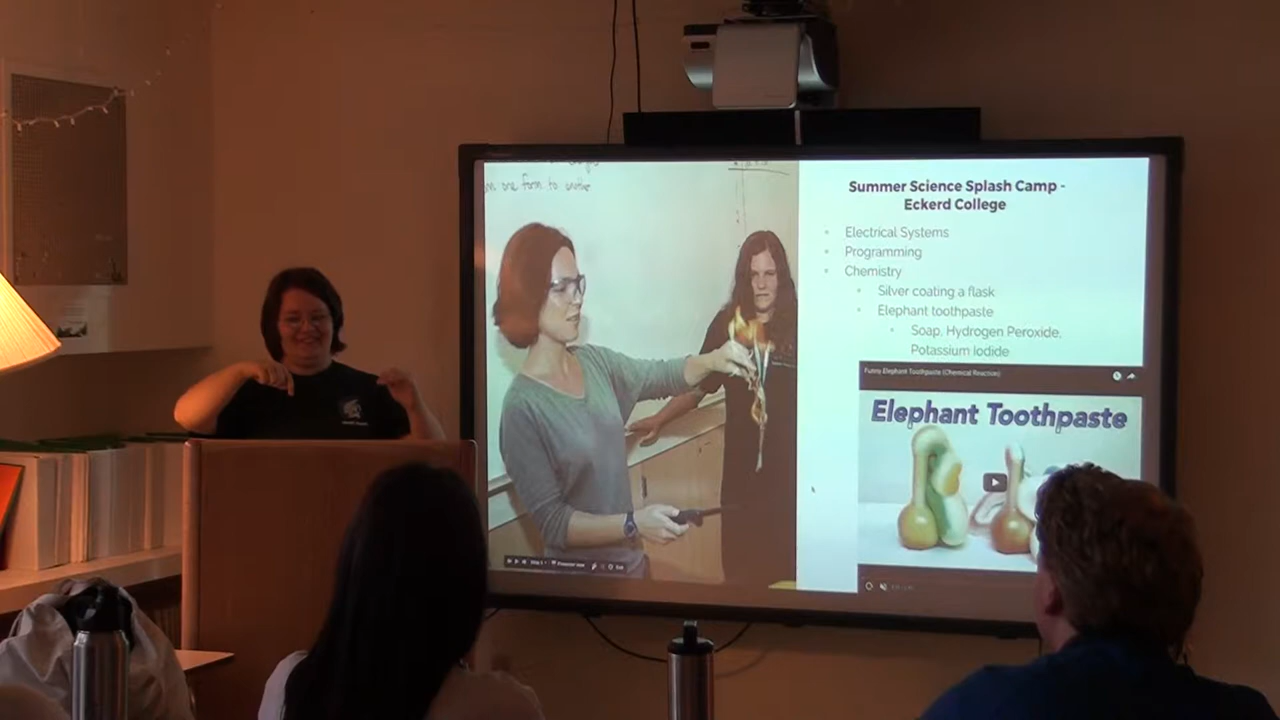 on one form to another
Summer Science Splash Camp -
Eckerd College
Electrical Systems
Programming
Chemistry
Silver coating a flask
Elephant toothpaste
Soap, Hydrogen Peroxide,
Potassium Iodide
Funny Elephant Toothpaste (Chemical Reaction)
Elephant Toothpaste